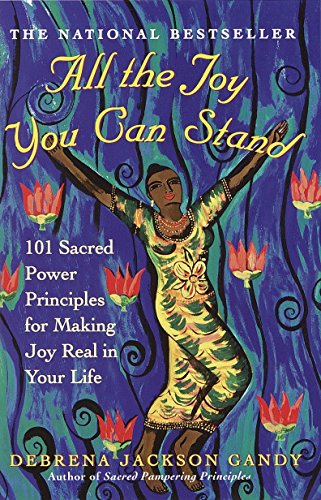 THE NATIONAL BESTSELLER
All the Joy
You Can Stand
101 Sacred
Power
Principles
for Making
Joy Real in
Your Life
DEBRENA JACKSON GANDY
Author of Sacred Pampering Principles